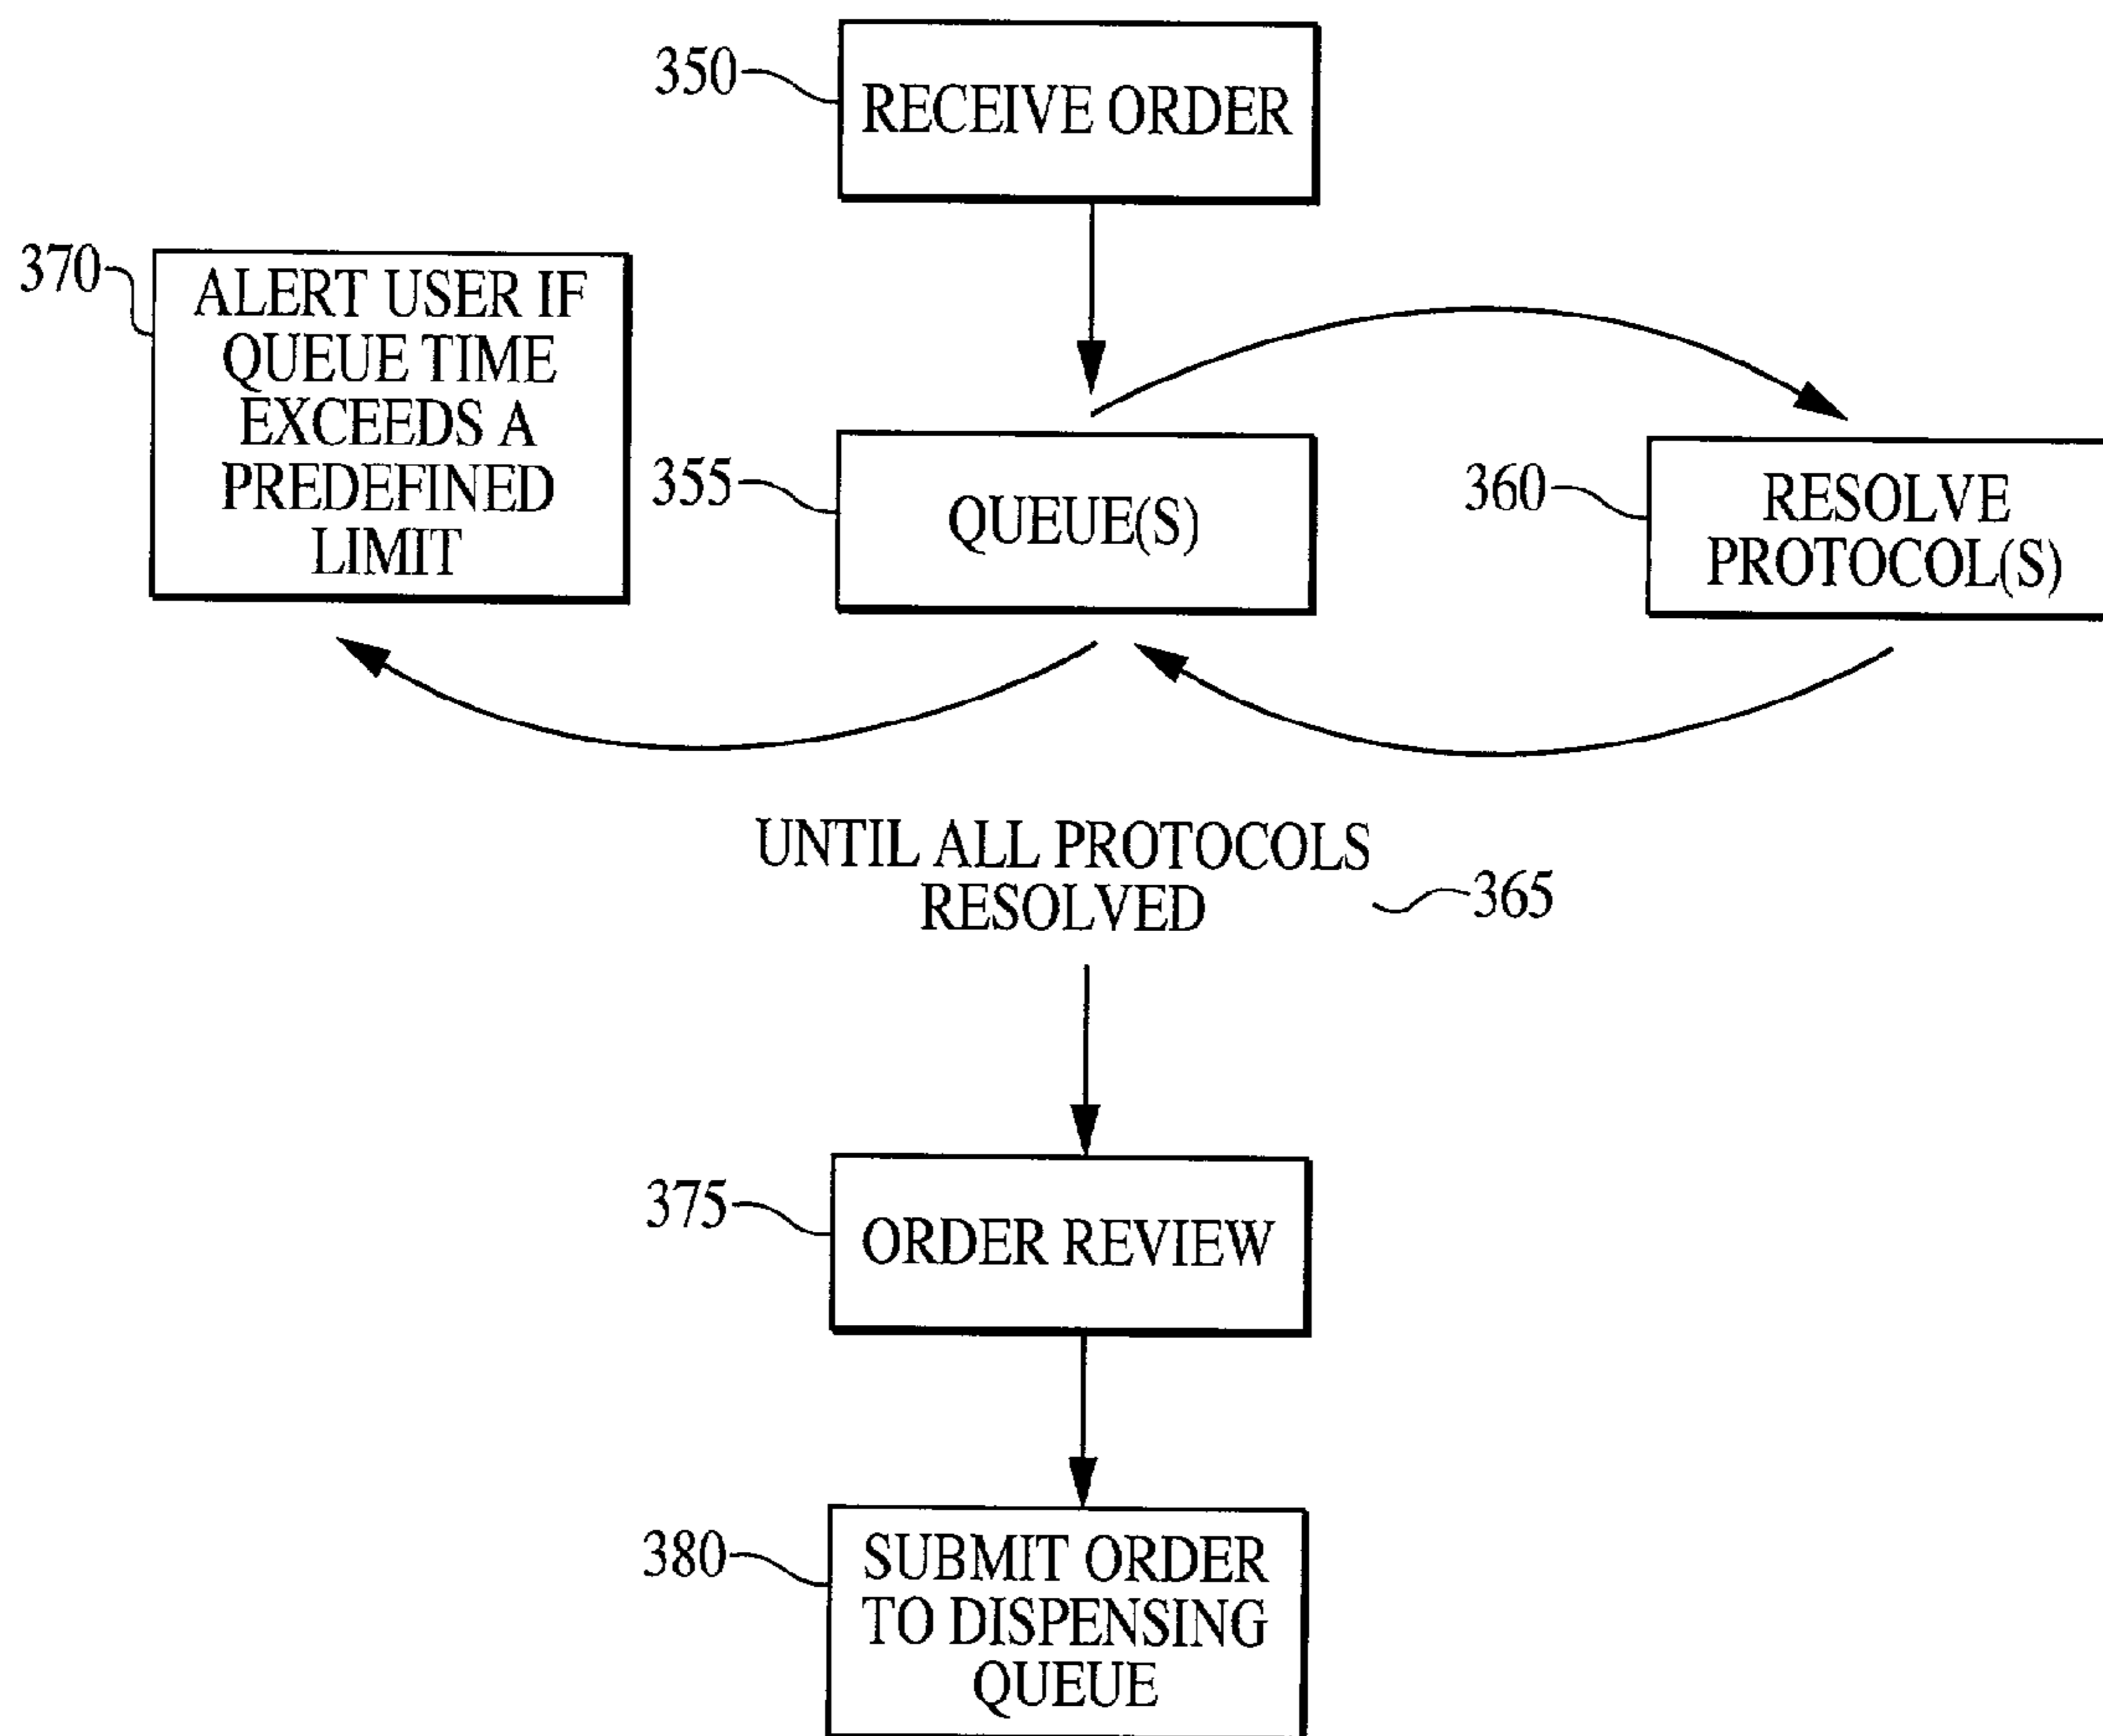 350
RECEIVE ORDER
370
ALERT USER IF
QUEUE TIME
EXCEEDS A
PREDEFINED
LIMIT
355
QUEUE(S)
360
RESOLVE
PROTOCOL(S)
UNTIL ALL PROTOCOLS
RESOLVED
365
375
ORDER REVIEW
380
SUBMIT ORDER
TO DISPENSING
QUEUE